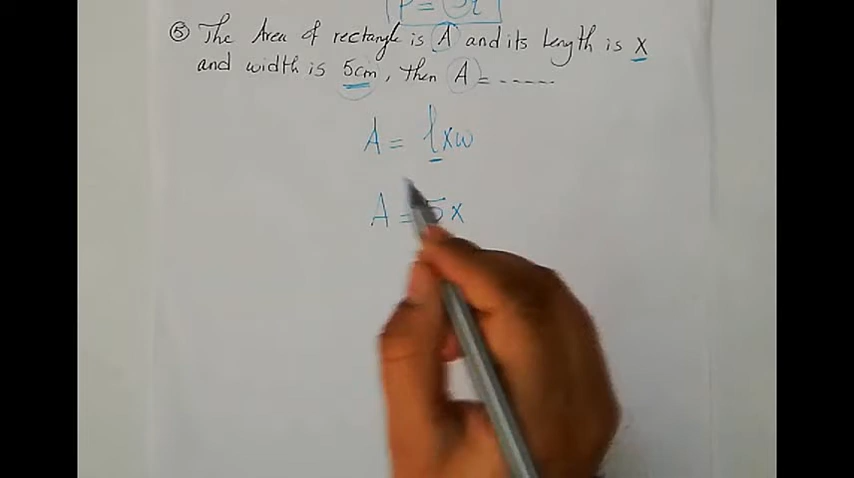 P =
⑤ The Area of rectangle is A and its Length is x
and width is 5cm, then A = ------
A = l x w
A = 5x